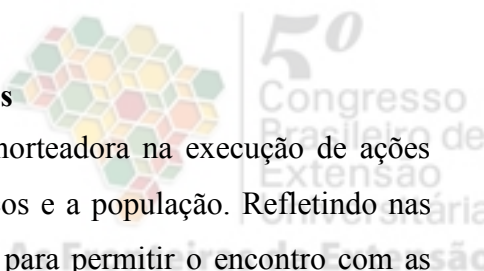 s
norteadora na execução de ações
os e a população. Refletindo nas
para permitir o encontro com as
5º
Congresso
Brasileiro de
Extensão
Universitária